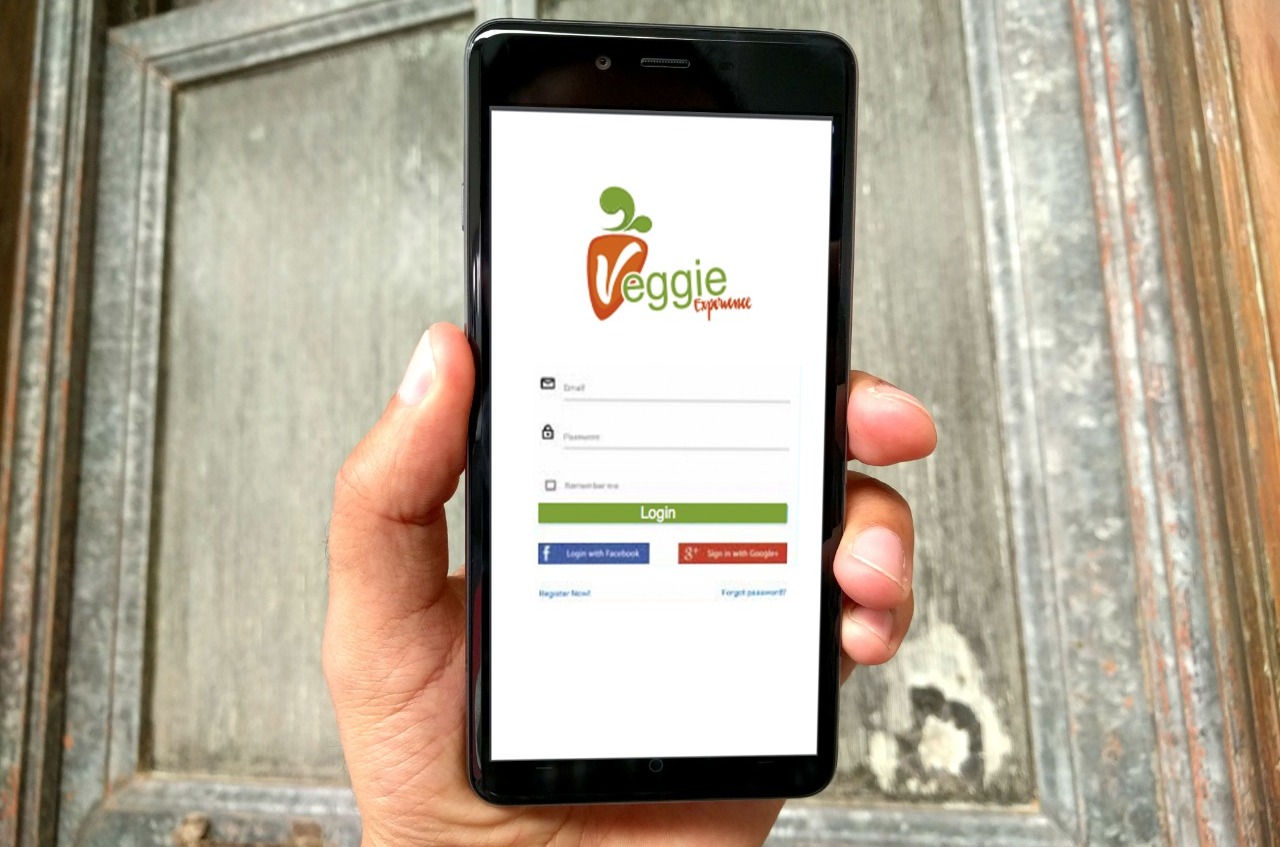 Veggie
Experience
Email
Password
Remember me
Login
f Login with Facebook
g+ Sign in with Google+
Register Now!
Forgot password?